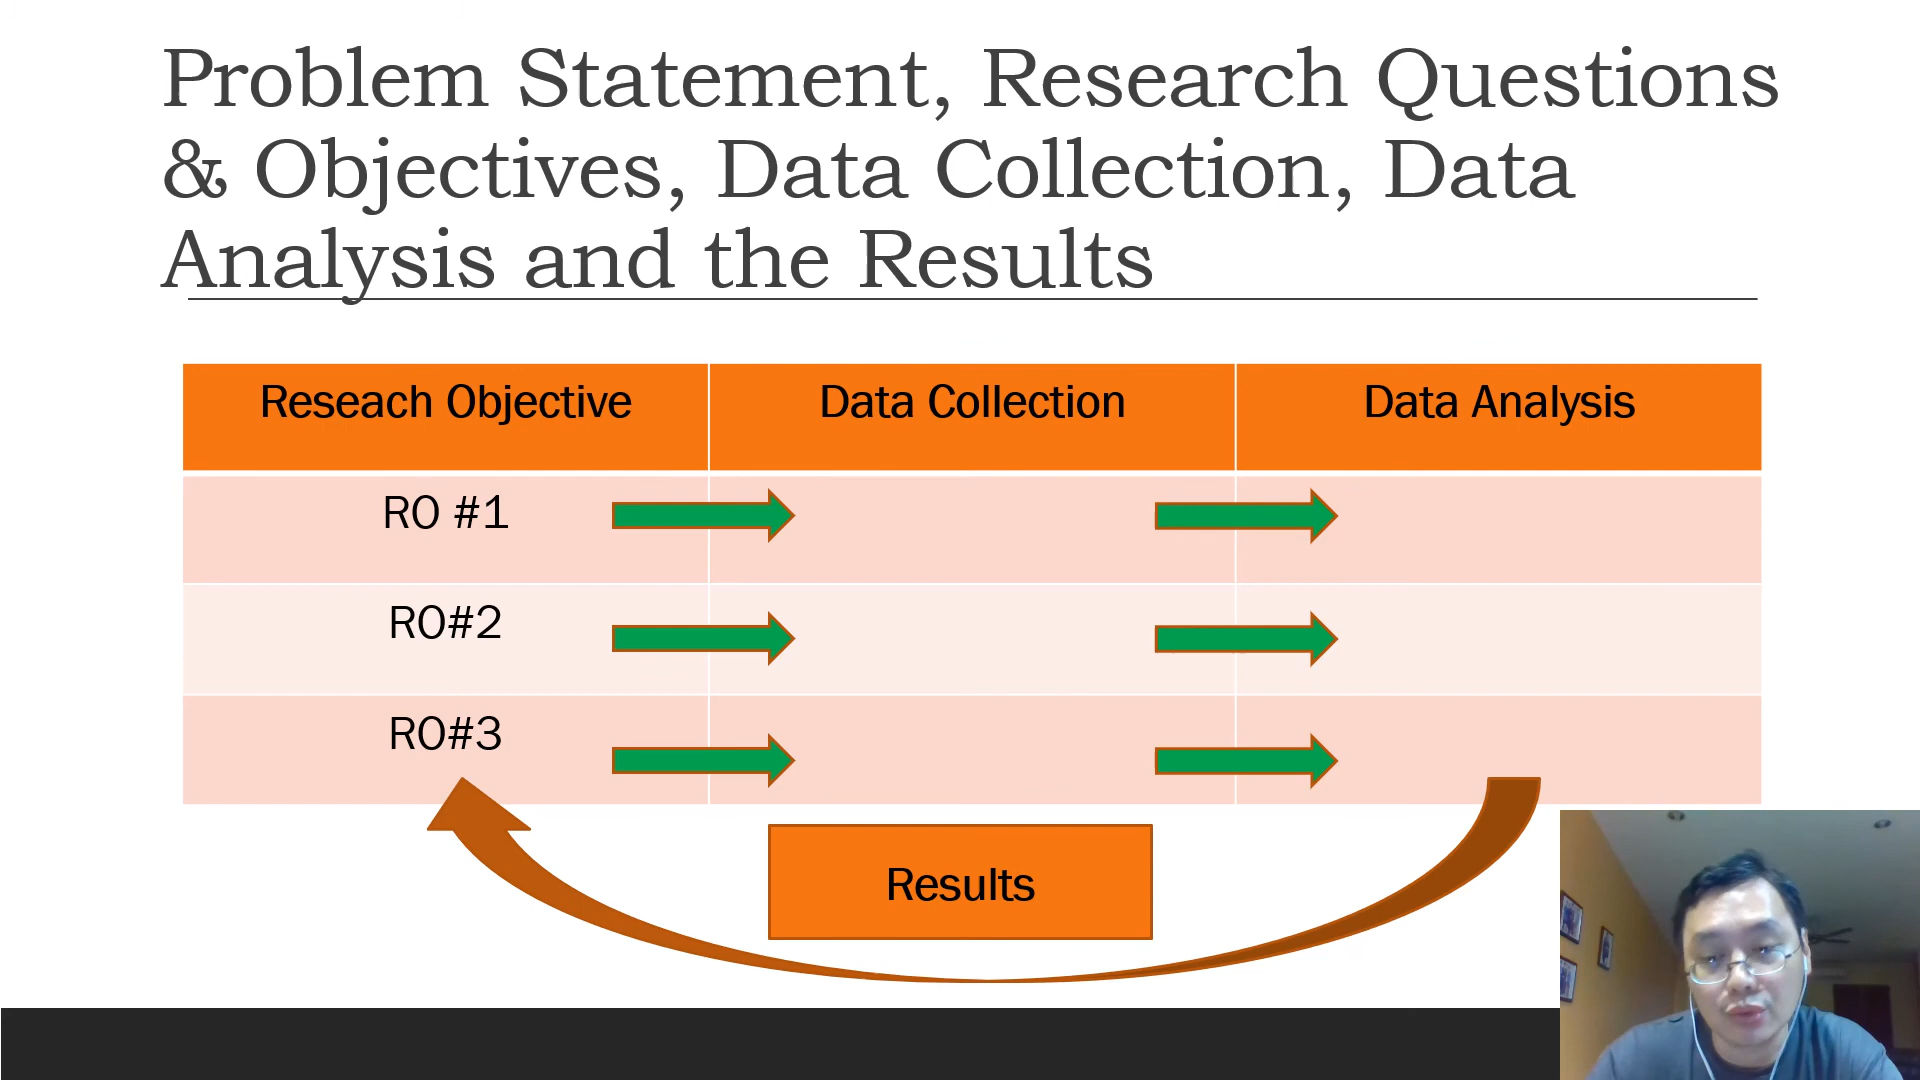 Problem Statement, Research Questions
& Objectives, Data Collection, Data
Analysis and the Results
Reseach Objective
Data Collection
Data Analysis
RO #1
RO#2
RO#3
Results